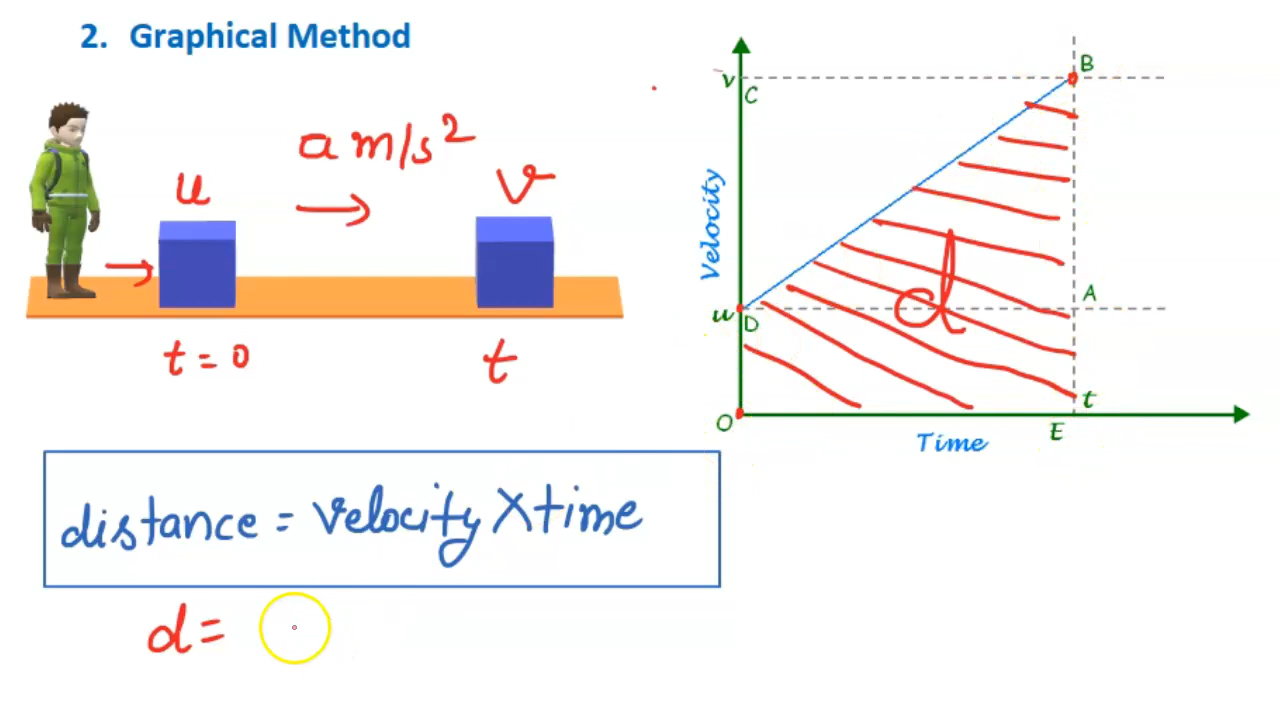 2. Graphical Method
a m/s²
u
v
t = 0
t
distance = velocity X time
d =
v
C
B
Velocity
d
u
D
A
O
t
E
Time